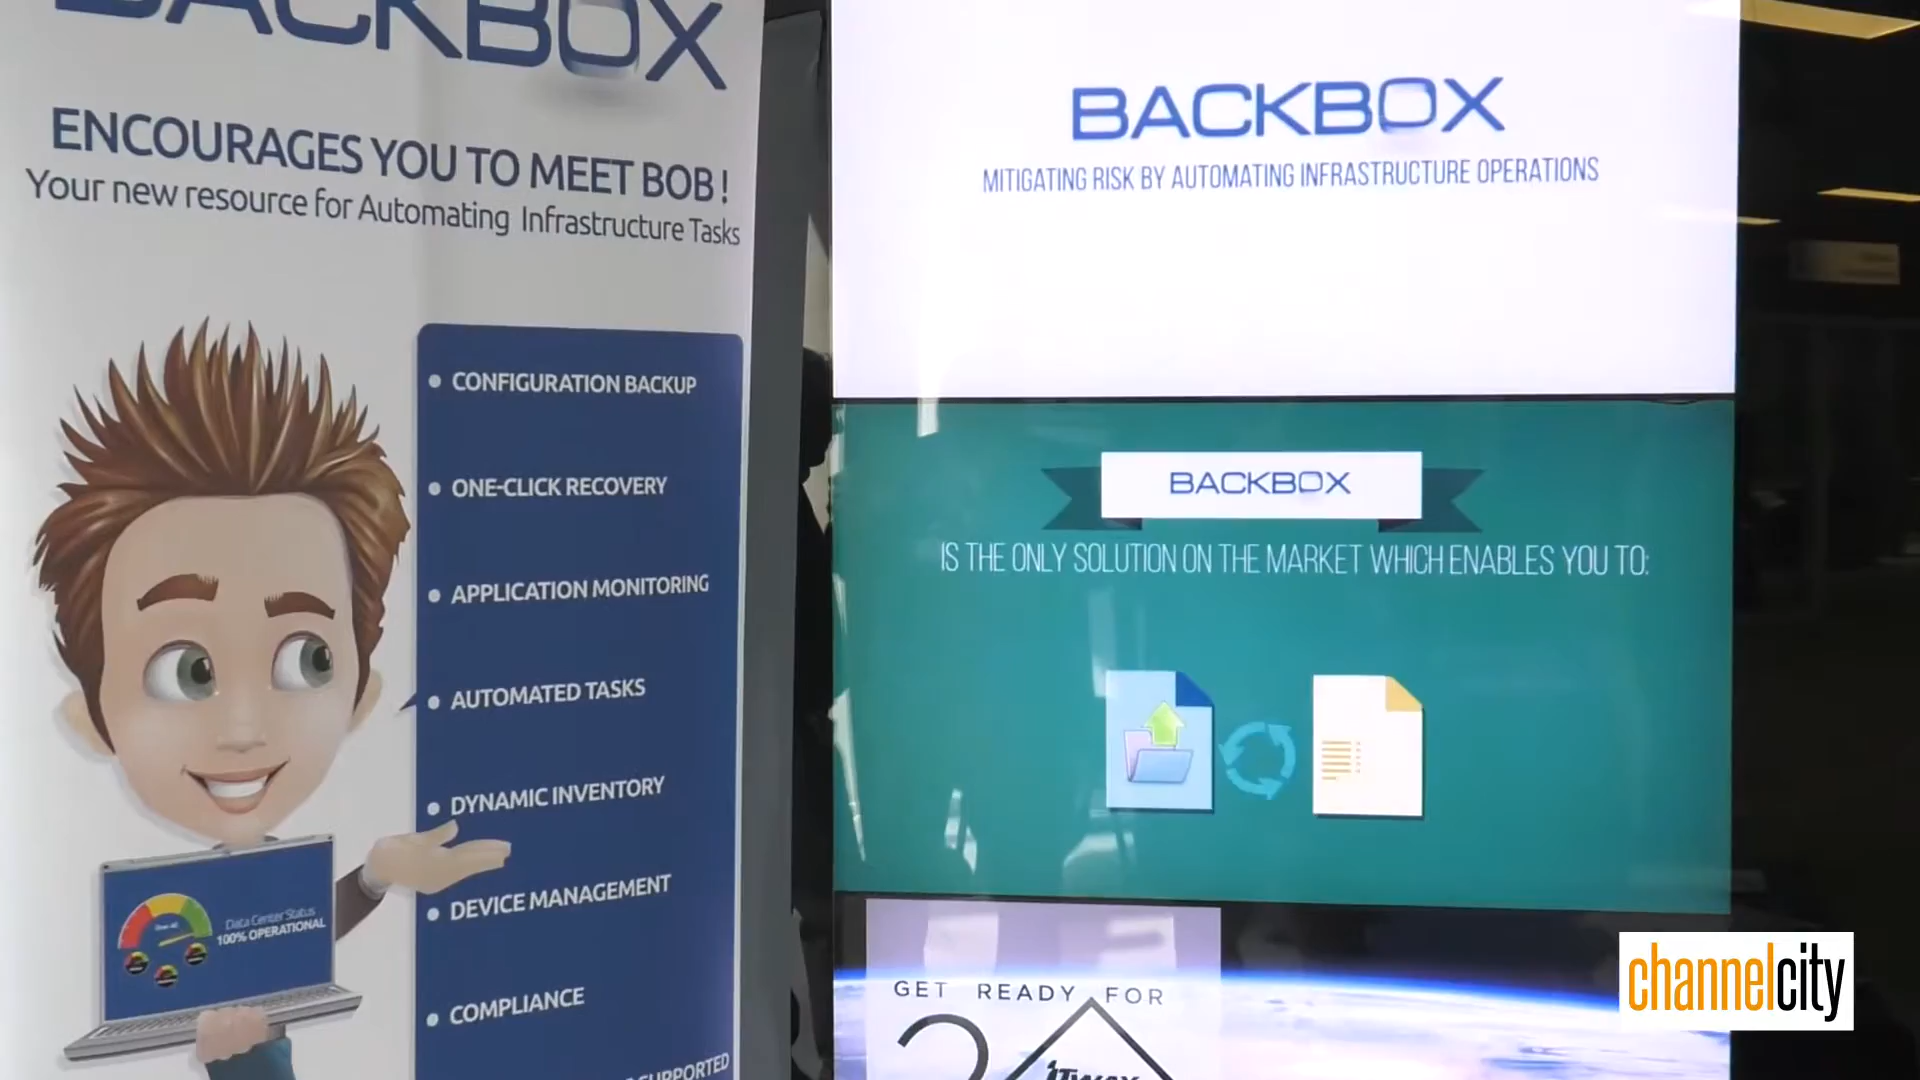 BACKBOX
ENCOURAGES YOU TO MEET BOB!
Your new resource for Automating Infrastructure Tasks
• CONFIGURATION BACKUP
• ONE-CLICK RECOVERY
• APPLICATION MONITORING
• AUTOMATED TASKS
• DYNAMIC INVENTORY
• DEVICE MANAGEMENT
• COMPLIANCE
SUPPORTED
Data Center Status
100% OPERATIONAL
BACKBOX
MITIGATING RISK BY AUTOMATING INFRASTRUCTURE OPERATIONS
BACKBOX
IS THE ONLY SOLUTION ON THE MARKET WHICH ENABLES YOU TO:
GET READY FOR
channelcity